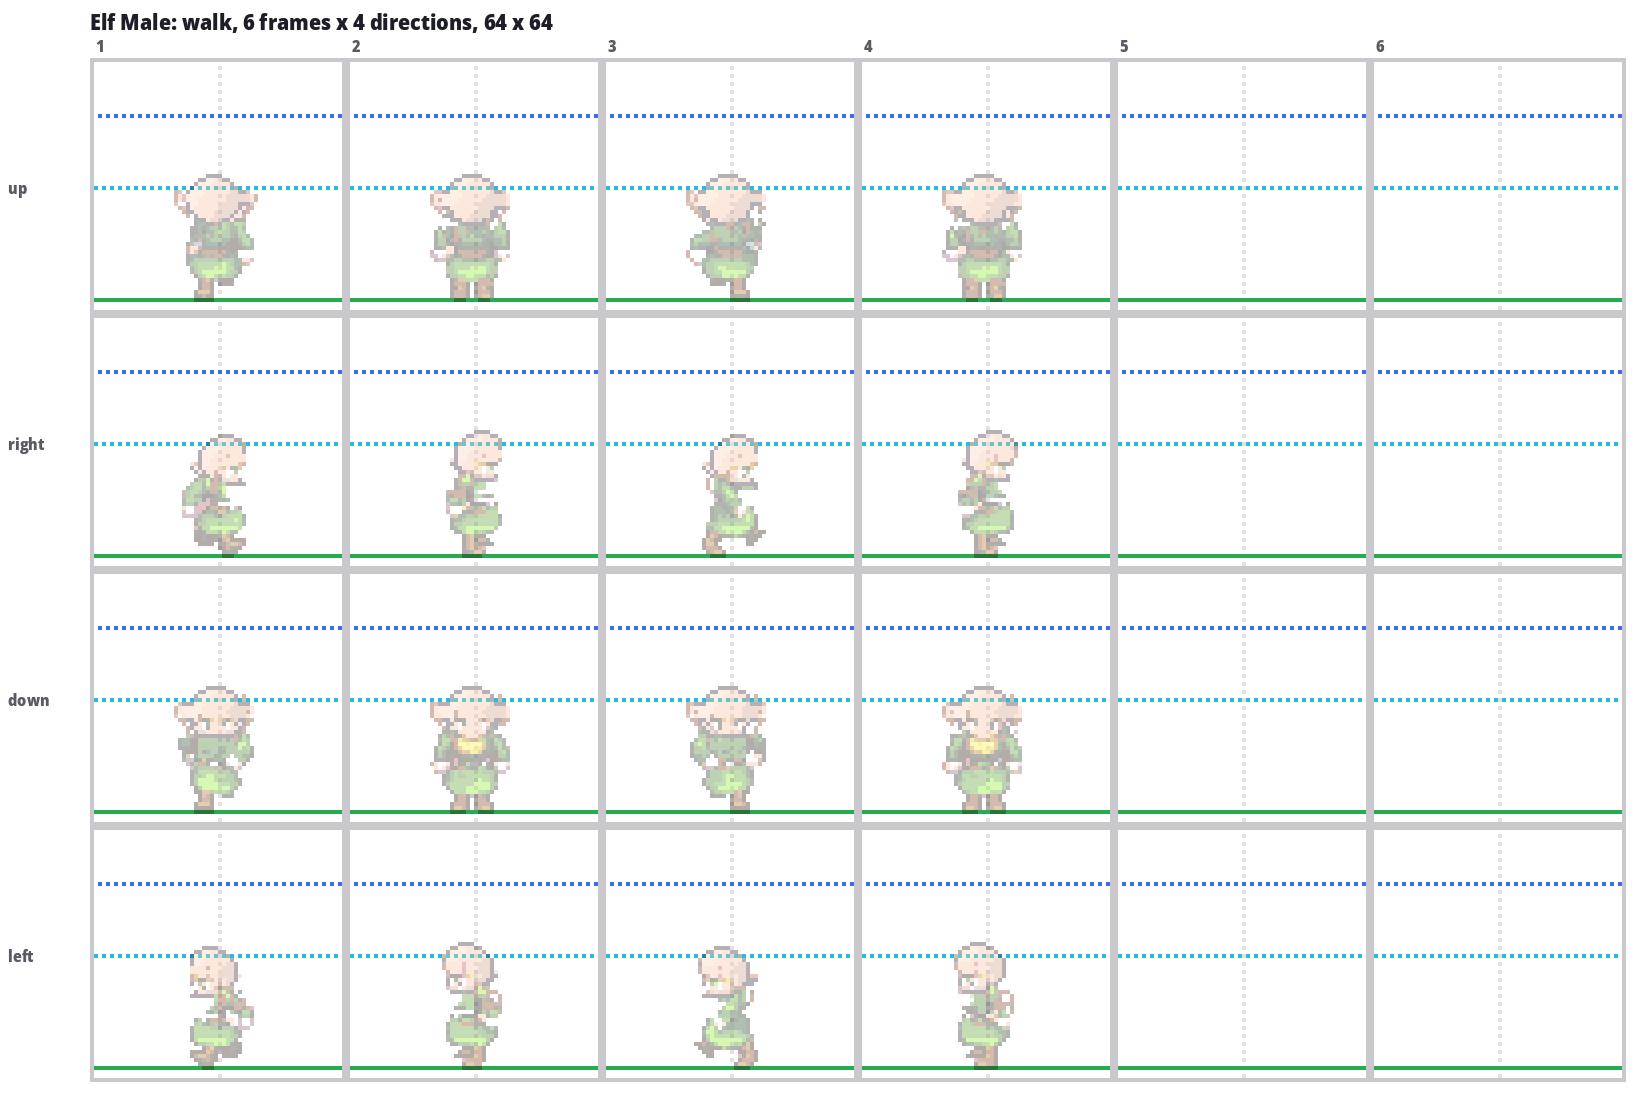 Elf Male: walk, 6 frames x 4 directions, 64 x 64
1 2 3 4 5 6
up
right
down
left